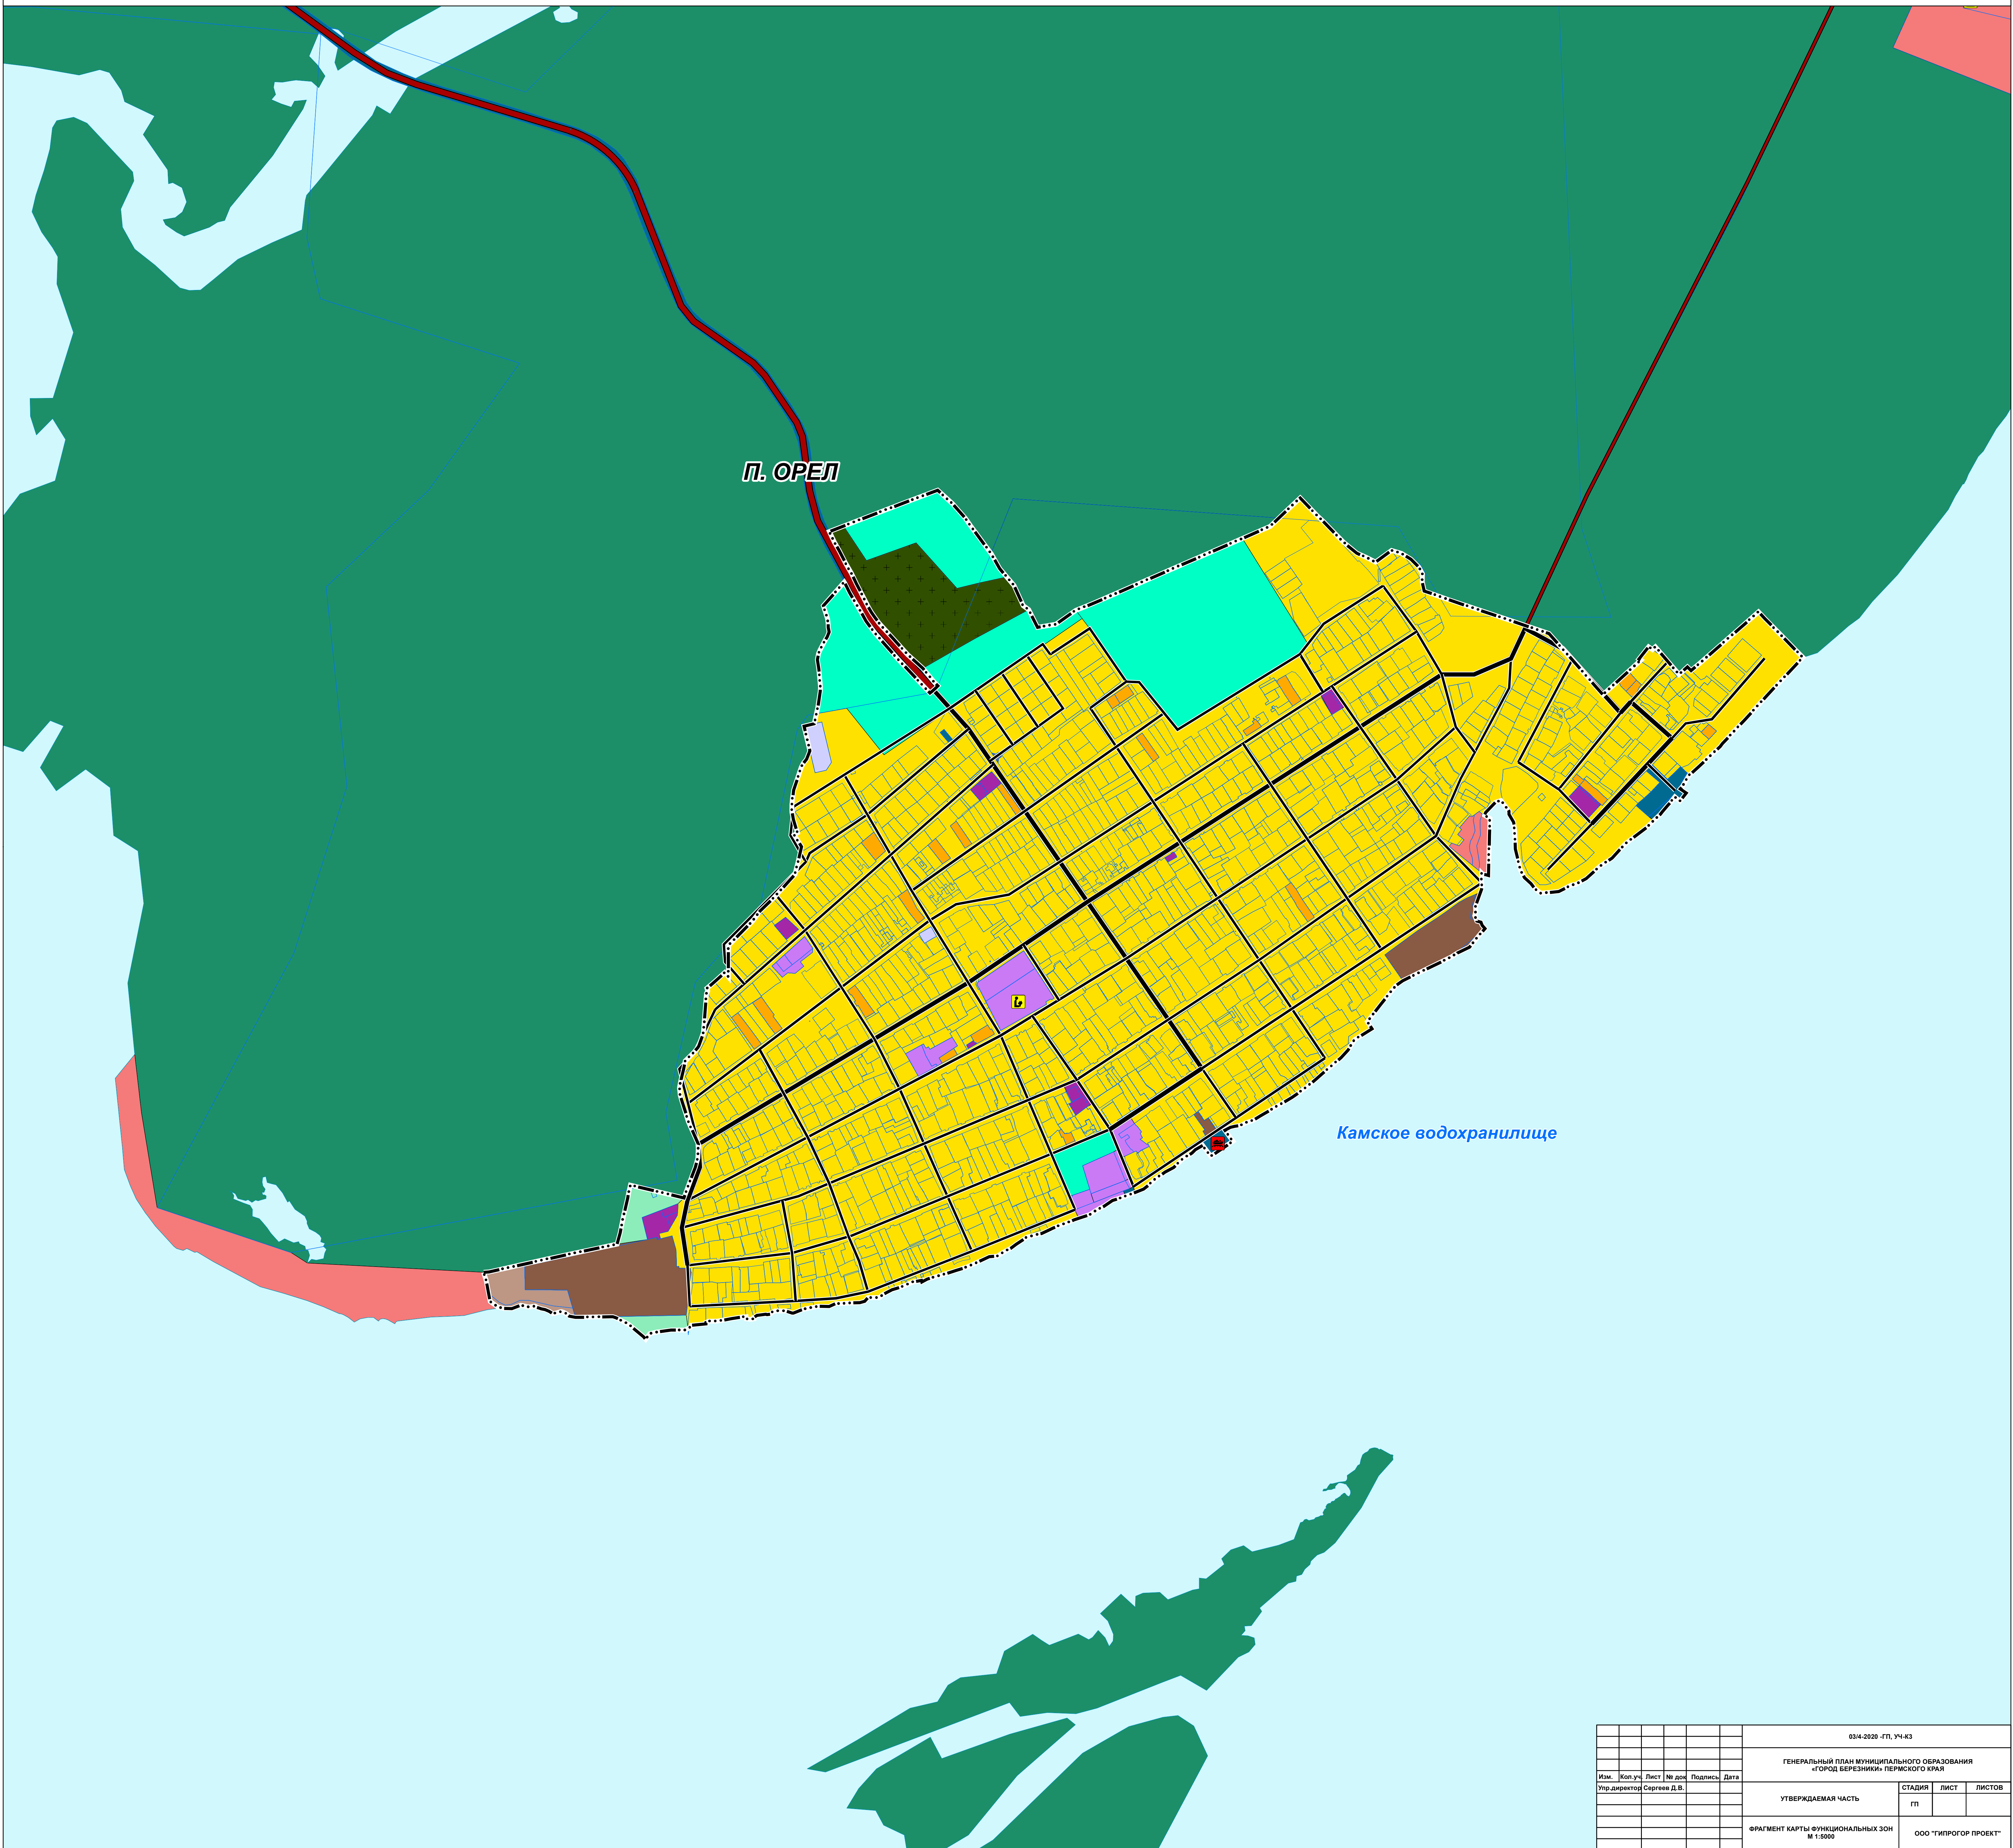 П. ОРЕЛ
Камское водохранилище
03/4-2020 -ГП, УЧ-КЗ
ГЕНЕРАЛЬНЫЙ ПЛАН МУНИЦИПАЛЬНОГО ОБРАЗОВАНИЯ
«ГОРОД БЕРЕЗНИКИ» ПЕРМСКОГО КРАЯ
Изм. Кол.уч Лист № док Подпись Дата
Упр.директор Сергеев Д.В.
УТВЕРЖДАЕМАЯ ЧАСТЬ
СТАДИЯ ЛИСТ ЛИСТОВ
ГП
ФРАГМЕНТ КАРТЫ ФУНКЦИОНАЛЬНЫХ ЗОН
М 1:5000
ООО "ГИПРОГОР ПРОЕКТ"